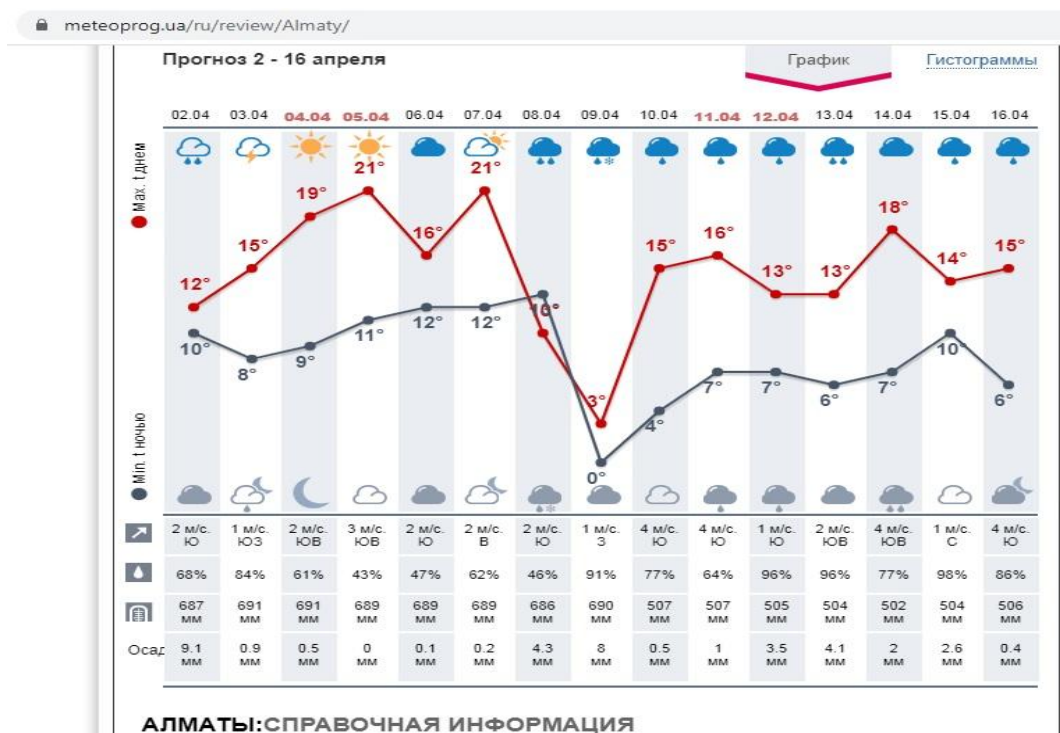 meteoprog.ua/ru/review/Almaty/
Прогноз 2 - 16 апреля
График
Гистограммы
02.04 03.04 04.04 05.04 06.04 07.04 08.04 09.04 10.04 11.04 12.04 13.04 14.04 15.04 16.04
Max. t днем
12° 15° 19° 21° 16° 21° 10° 3° 15° 16° 13° 13° 18° 14° 15°
Min. t ночью
10° 8° 9° 11° 12° 12° 0° 4° 7° 7° 6° 7° 10° 6°
2 м/с. 1 м/с. 2 м/с. 3 м/с. 2 м/с. 2 м/с. 2 м/с. 1 м/с. 4 м/с. 4 м/с. 1 м/с. 2 м/с. 4 м/с. 1 м/с. 4 м/с.
Ю ЮЗ ЮВ ЮВ Ю В Ю З Ю Ю Ю ЮВ ЮВ С Ю
68% 84% 61% 43% 47% 62% 46% 91% 77% 64% 96% 96% 77% 98% 86%
687 691 691 689 689 689 686 690 507 507 505 504 502 504 506
мм мм мм мм мм мм мм мм мм мм мм мм мм мм мм
Осад 9.1 0.9 0.5 0 0.1 0.2 4.3 8 0.5 1 3.5 4.1 2 2.6 0.4
мм мм мм мм мм мм мм мм мм мм мм мм мм мм мм
АЛМАТЫ:СПРАВОЧНАЯ ИНФОРМАЦИЯ